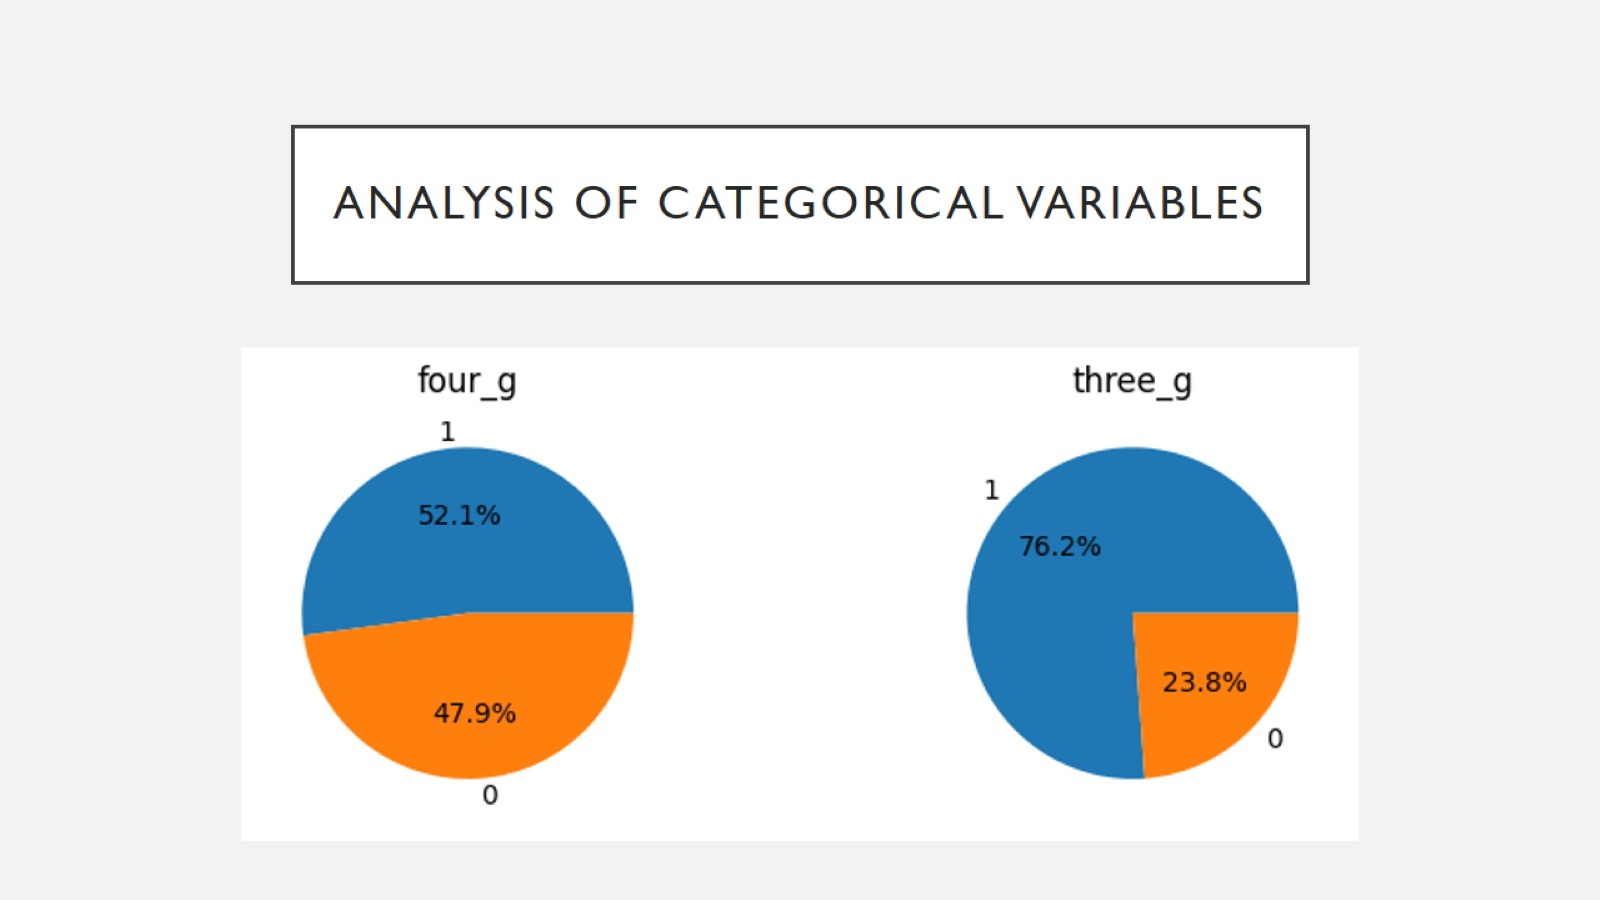 ANALYSIS OF CATEGORICAL VARIABLES
four_g
1
52.1%
47.9%
0
three_g
1
76.2%
23.8%
0